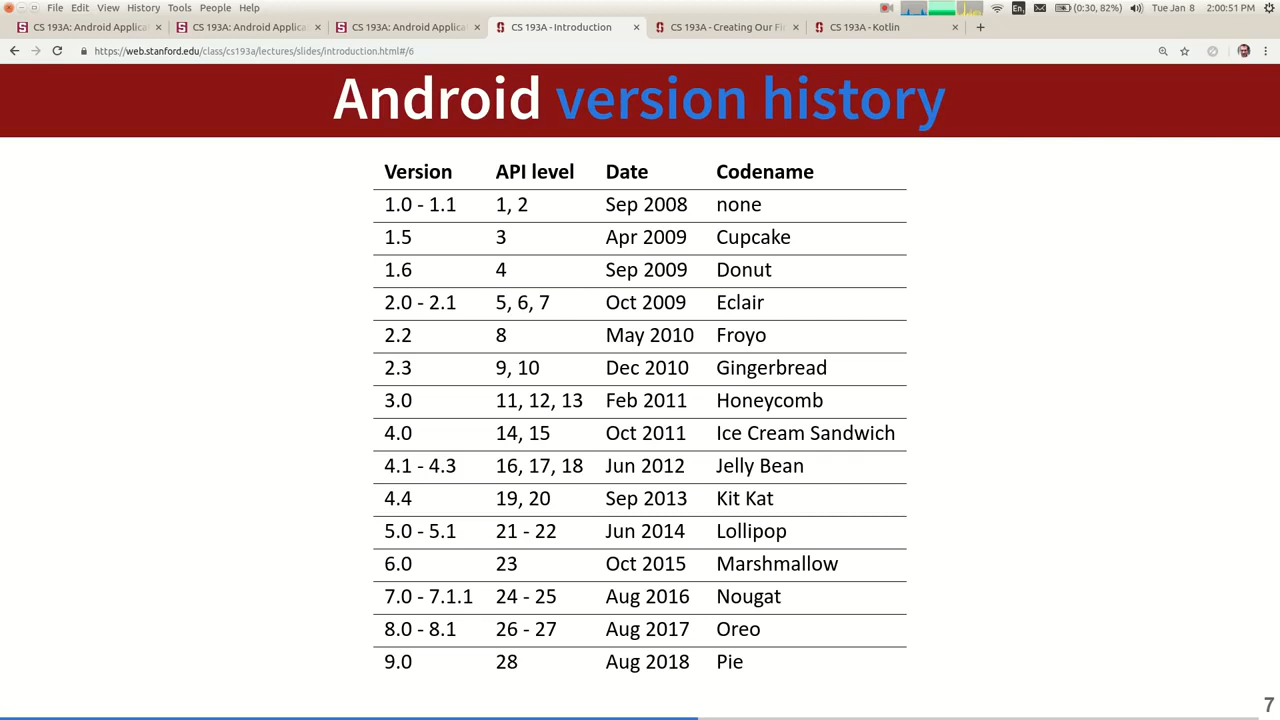 File Edit View History Tools People Help
En (0:30, 82%) Tue Jan 8 2:00:51 PM
CS 193A: Android Applicat CS 193A: Android Applicat CS 193A: Android Applicat CS 193A - Introduction CS 193A - Creating Our Fi CS 193A - Kotlin
https://web.stanford.edu/class/cs193a/lectures/slides/introduction.html#/6
Android version history
Version API level Date Codename
1.0 - 1.1 1, 2 Sep 2008 none
1.5 3 Apr 2009 Cupcake
1.6 4 Sep 2009 Donut
2.0 - 2.1 5, 6, 7 Oct 2009 Eclair
2.2 8 May 2010 Froyo
2.3 9, 10 Dec 2010 Gingerbread
3.0 11, 12, 13 Feb 2011 Honeycomb
4.0 14, 15 Oct 2011 Ice Cream Sandwich
4.1 - 4.3 16, 17, 18 Jun 2012 Jelly Bean
4.4 19, 20 Sep 2013 Kit Kat
5.0 - 5.1 21 - 22 Jun 2014 Lollipop
6.0 23 Oct 2015 Marshmallow
7.0 - 7.1.1 24 - 25 Aug 2016 Nougat
8.0 - 8.1 26 - 27 Aug 2017 Oreo
9.0 28 Aug 2018 Pie
7